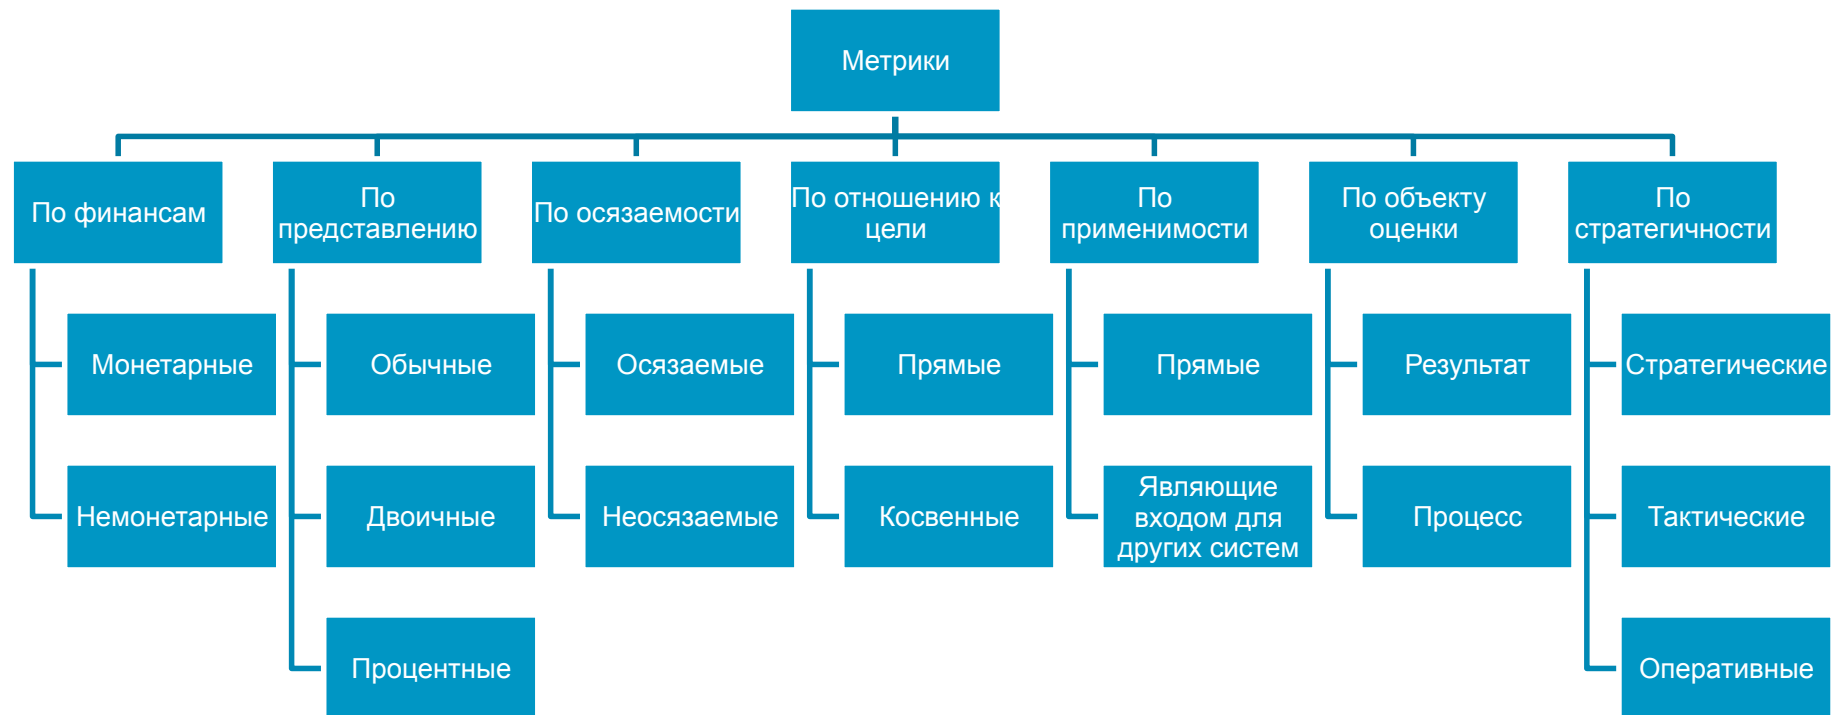 Метрики
По финансам
По
представлению
По осязаемости
По отношению к
цели
По
применимости
По объекту
оценки
По
стратегичности
Монетарные
Обычные
Осязаемые
Прямые
Прямые
Результат
Стратегические
Немонетарные
Двоичные
Неосязаемые
Косвенные
Являющие
входом для
других систем
Процесс
Тактические
Процентные
Оперативные